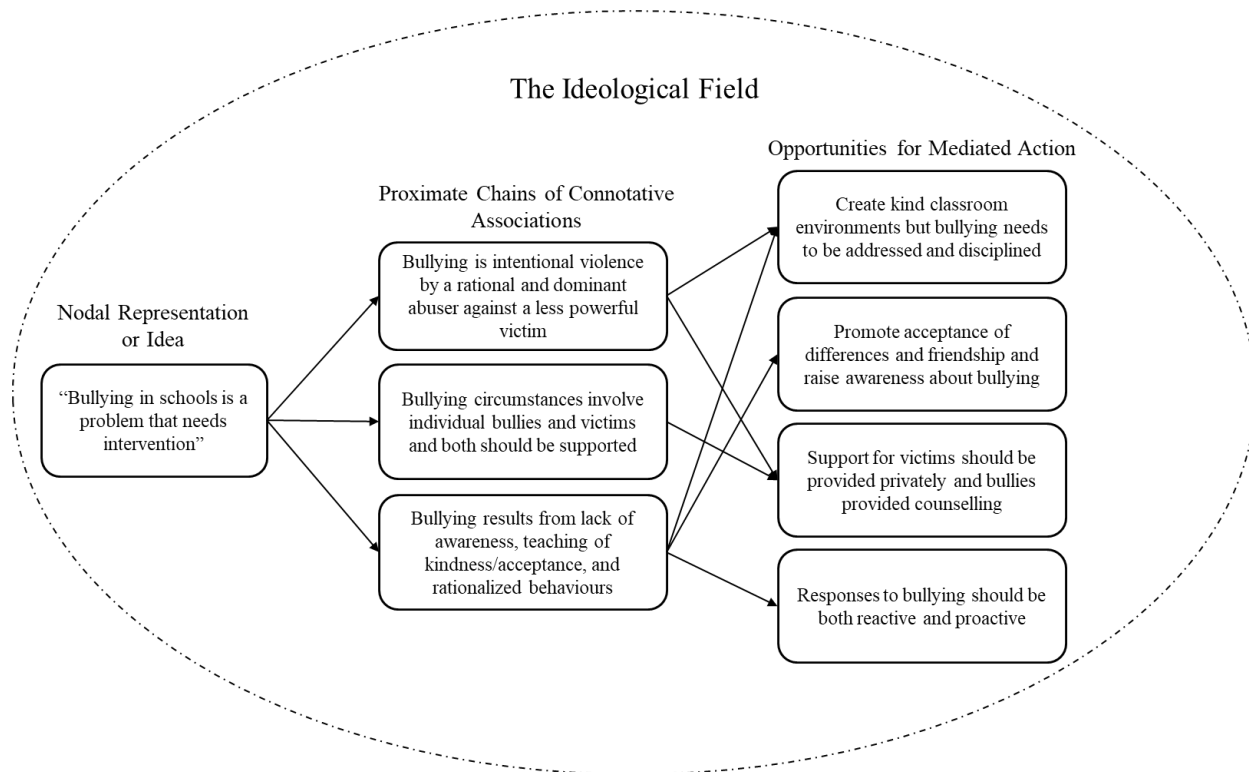 The Ideological Field
Nodal Representation
or Idea
“Bullying in schools is a
problem that needs
intervention”
Proximate Chains of Connotative
Associations
Bullying is intentional violence
by a rational and dominant
abuser against a less powerful
victim
Bullying circumstances involve
individual bullies and victims
and both should be supported
Bullying results from lack of
awareness, teaching of
kindness/acceptance, and
rationalized behaviours
Opportunities for Mediated Action
Create kind classroom
environments but bullying needs
to be addressed and disciplined
Promote acceptance of
differences and friendship and
raise awareness about bullying
Support for victims should be
provided privately and bullies
provided counselling
Responses to bullying should be
both reactive and proactive